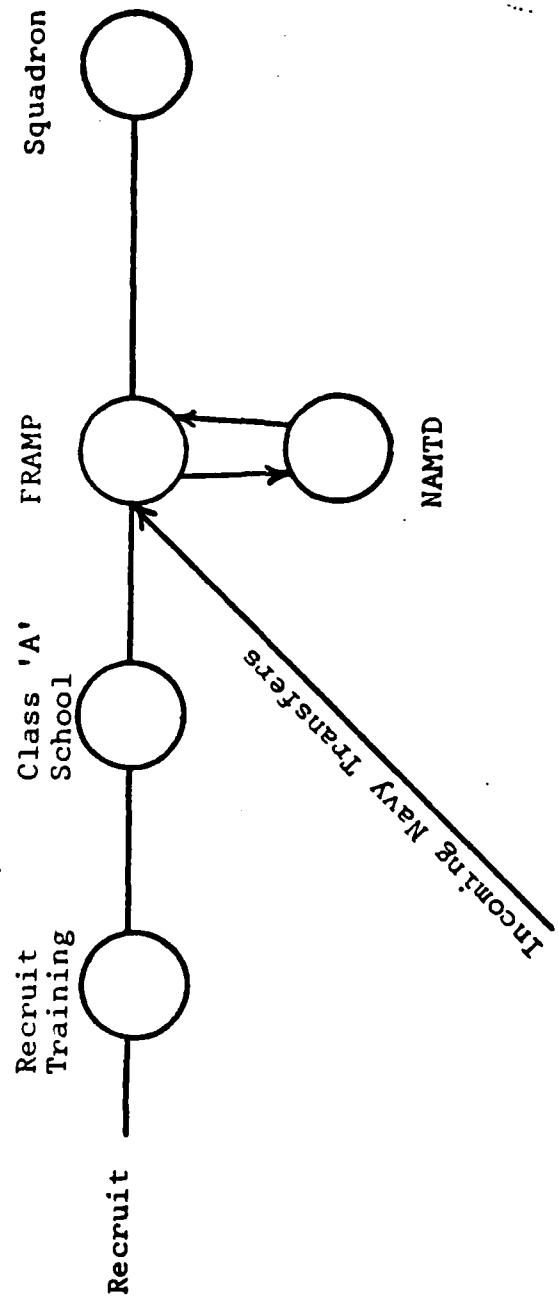 Recruit
Recruit
Training
Class 'A'
School
FRAMP
Squadron
NAMTD
Incoming Navy Transfers